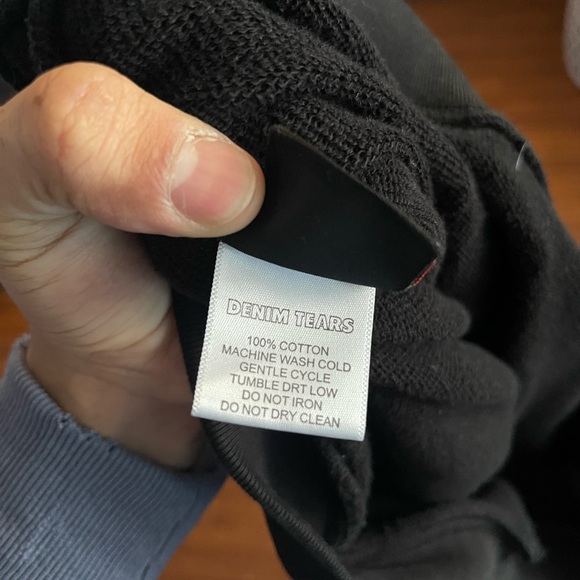 DENIM TEARS
100% COTTON
MACHINE WASH COLD
GENTLE CYCLE
TUMBLE DRT LOW
DO NOT IRON
DO NOT DRY CLEAN